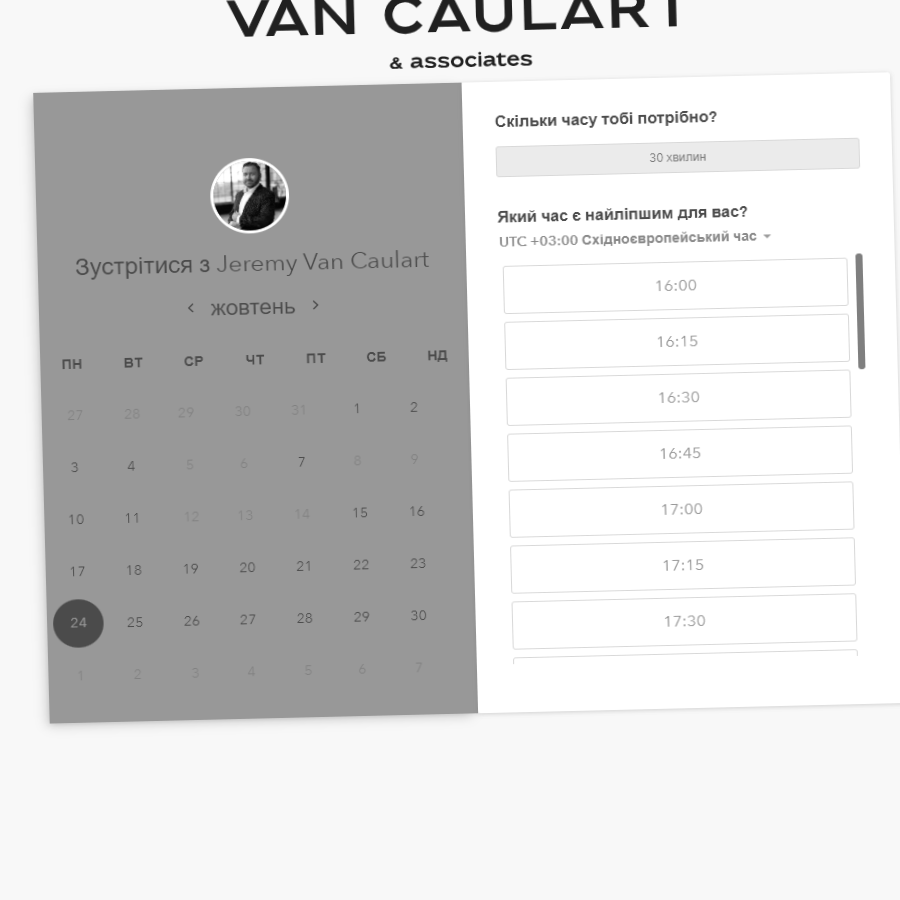 VAN CAULART
& associates
Зустрітися з Jeremy Van Caulart
жовтень
ПН ВТ СР ЧТ ПТ СБ НД
27 28 29 30 31 1 2
3 4 5 6 7 8 9
10 11 12 13 14 15 16
17 18 19 20 21 22 23
24 25 26 27 28 29 30
1 2 3 4 5 6 7
Скільки часу тобі потрібно?
30 хвилин
Який час є найліпшим для вас?
UTC +03:00 Східноєвропейський час
16:00
16:15
16:30
16:45
17:00
17:15
17:30